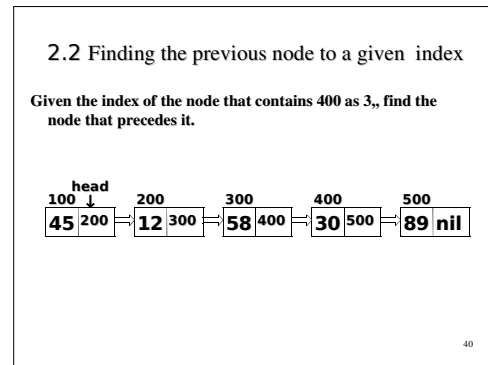 2.2 Finding the previous node to a given index
Given the index of the node that contains 400 as 3,, find the
node that precedes it.
head
100 ↓ 200 300 400 500
45 200 12 300 58 400 30 500 89 nil
40